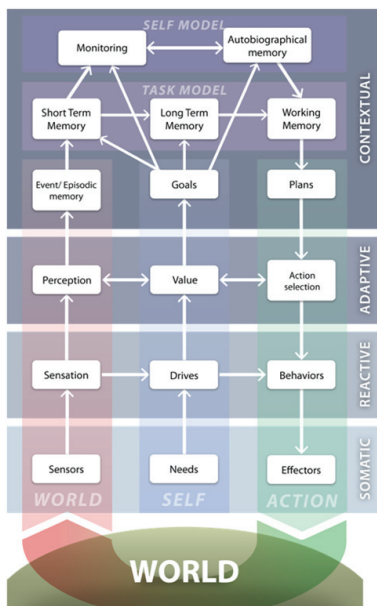 SELF MODEL
Monitoring
Autobiographical
memory
TASK MODEL
Short Term
Memory
Long Term
Memory
Working
Memory
CONTEXTUAL
Event/ Episodic
memory
Goals
Plans
Perception
Value
Action
selection
ADAPTIVE
Sensation
Drives
Behaviors
REACTIVE
Sensors
Needs
Effectors
SOMATIC
WORLD
SELF
ACTION
WORLD